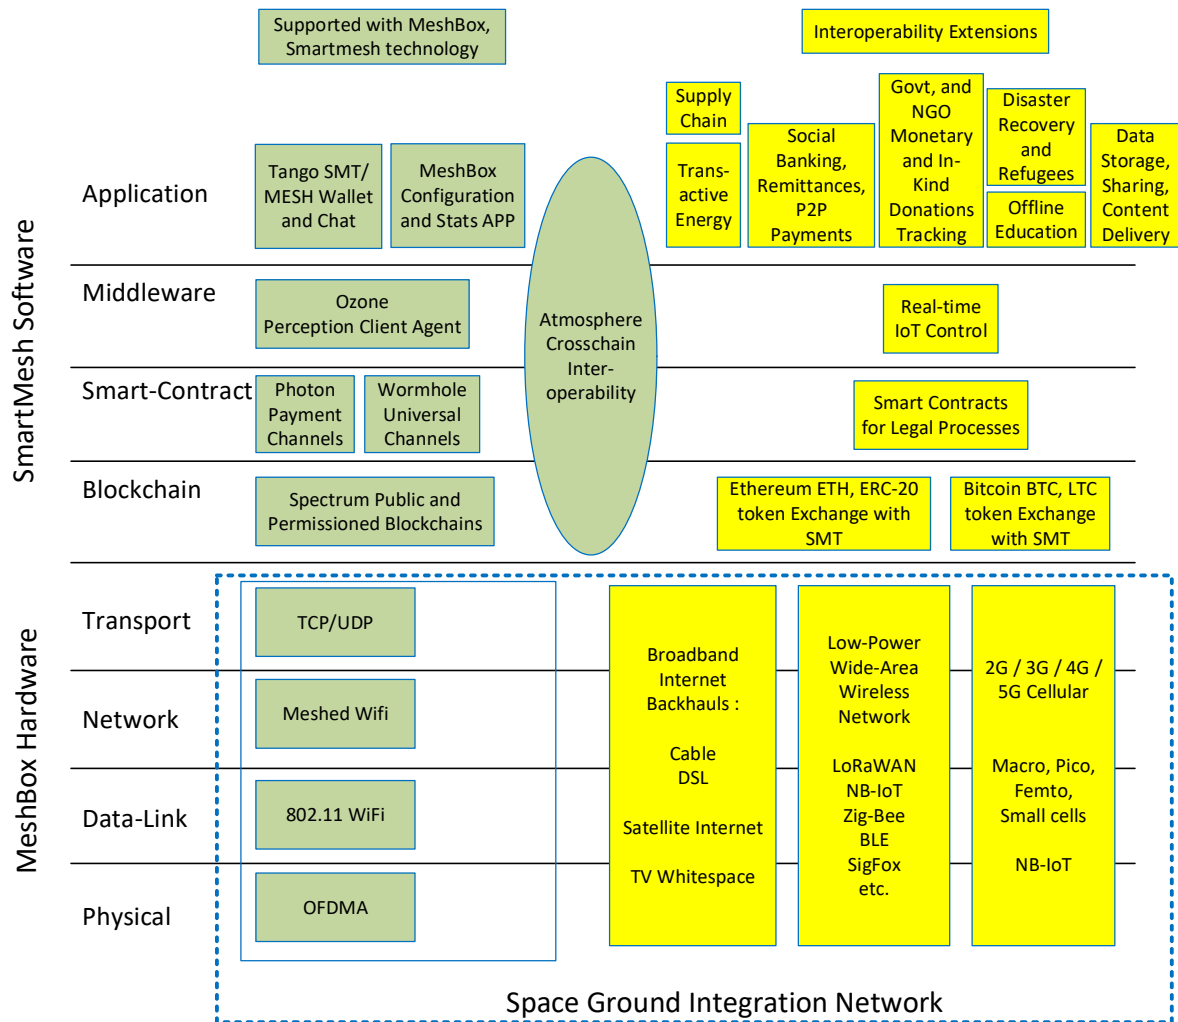 Supported with MeshBox,
Smartmesh technology
Interoperability Extensions
SmartMesh Software
Application
Tango SMT/
MESH Wallet
and Chat
MeshBox
Configuration
and Stats APP
Supply
Chain
Trans-
active
Energy
Social
Banking,
Remittances,
P2P
Payments
Govt, and
NGO
Monetary
and In-
Kind
Donations
Tracking
Disaster
Recovery
and
Refugees
Offline
Education
Data
Storage,
Sharing,
Content
Delivery
Atmosphere
Crosschain
Inter-
operability
Middleware
Ozone
Perception Client Agent
Real-time
IoT Control
Smart-Contract
Photon
Payment
Channels
Wormhole
Universal
Channels
Smart Contracts
for Legal Processes
Blockchain
Spectrum Public and
Permissioned Blockchains
Ethereum ETH, ERC-20
token Exchange with
SMT
Bitcoin BTC, LTC
token Exchange
with SMT
MeshBox Hardware
Transport
TCP/UDP
Network
Meshed Wifi
Data-Link
802.11 WiFi
Physical
OFDMA
Broadband
Internet
Backhauls :
Cable
DSL
Satellite Internet
TV Whitespace
Low-Power
Wide-Area
Wireless
Network
LoRaWAN
NB-IoT
Zig-Bee
BLE
SigFox
etc.
2G / 3G / 4G /
5G Cellular
Macro, Pico,
Femto,
Small cells
NB-IoT
Space Ground Integration Network